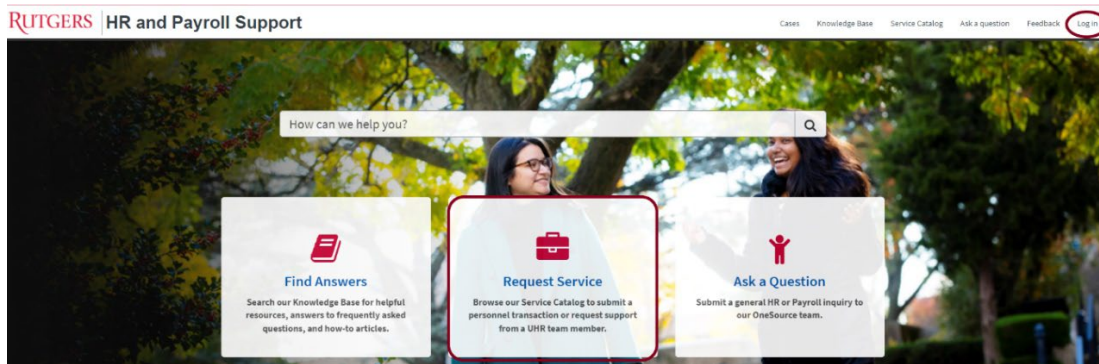 RUTGERS HR and Payroll Support
Cases Knowledge Base Service Catalog Ask a question Feedback Log in
How can we help you?
Find Answers
Search our Knowledge Base for helpful
resources, answers to frequently asked
questions, and how-to articles.
Request Service
Browse our Service Catalog to submit a
personnel transaction or request support
from a UHR team member.
Ask a Question
Submit a general HR or Payroll inquiry to
our OneSource team.